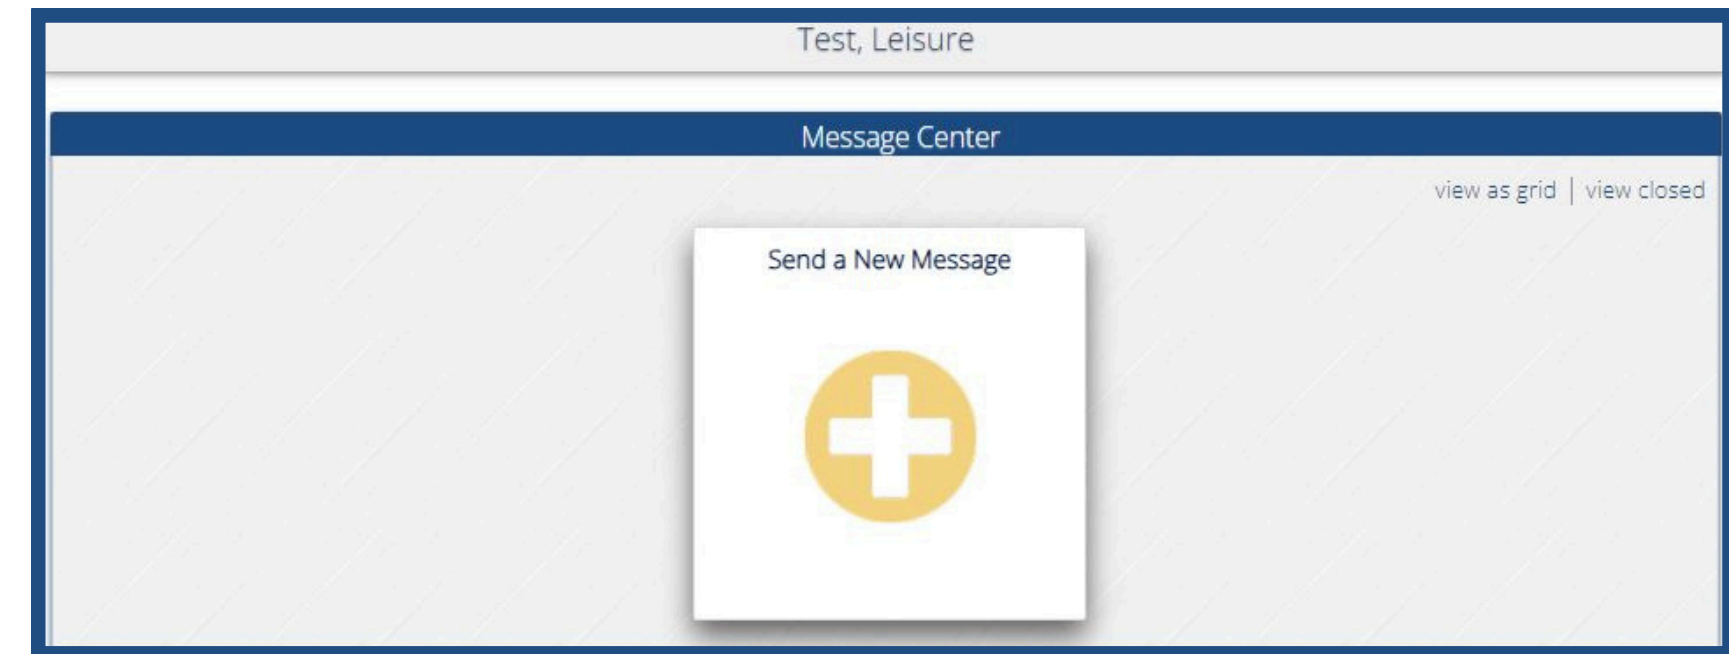 Test, Leisure
Message Center
view as grid | view closed
Send a New Message